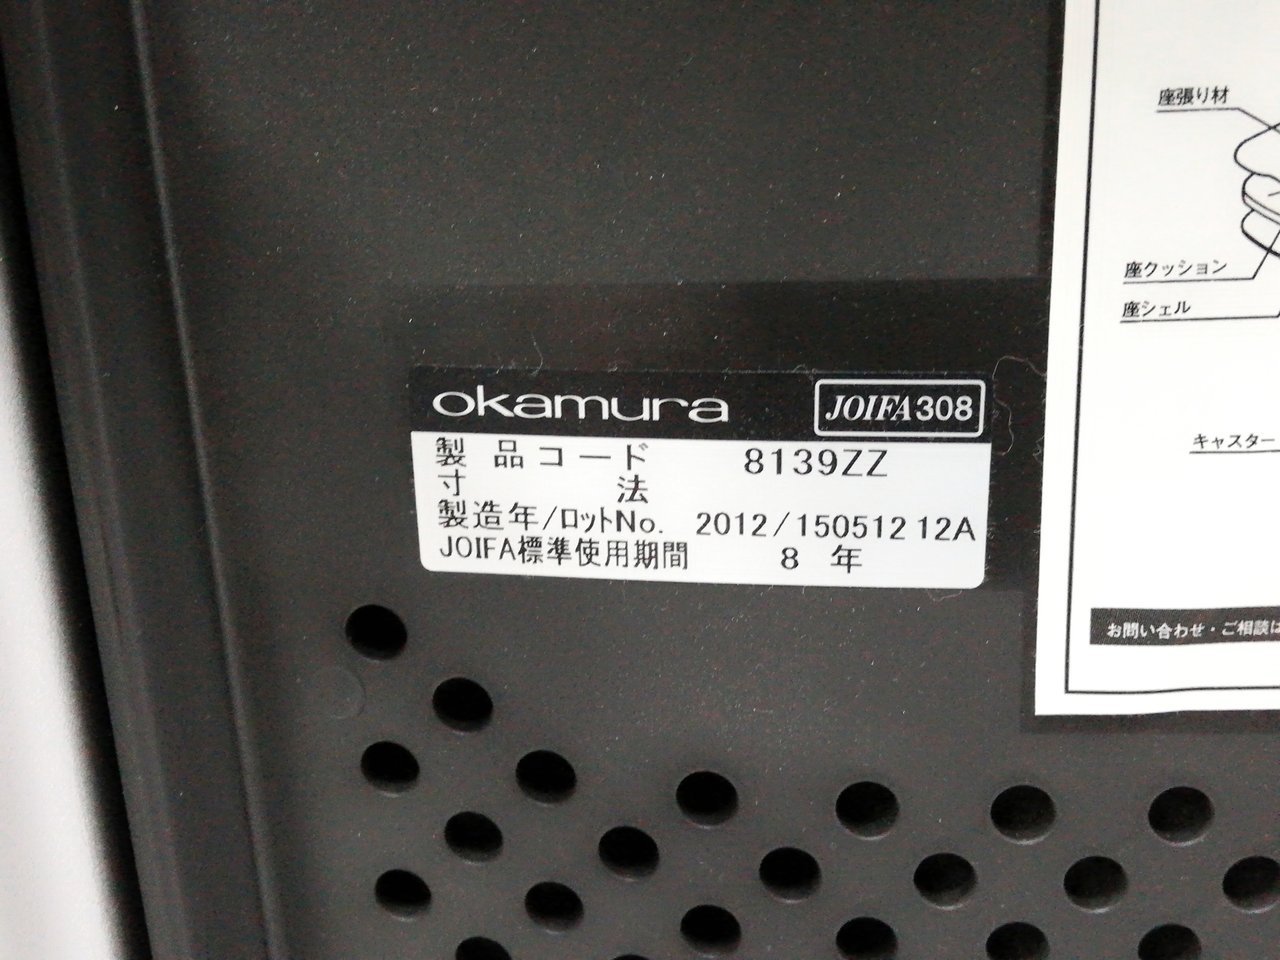 okamura JOIFA308
製品コード 8139ZZ
寸法
製造年/ロットNo. 2012/150512 12A
JOIFA標準使用期間 8 年
座張り材
座クッション
座シェル
キャスター
お問い合わせ・ご相談は